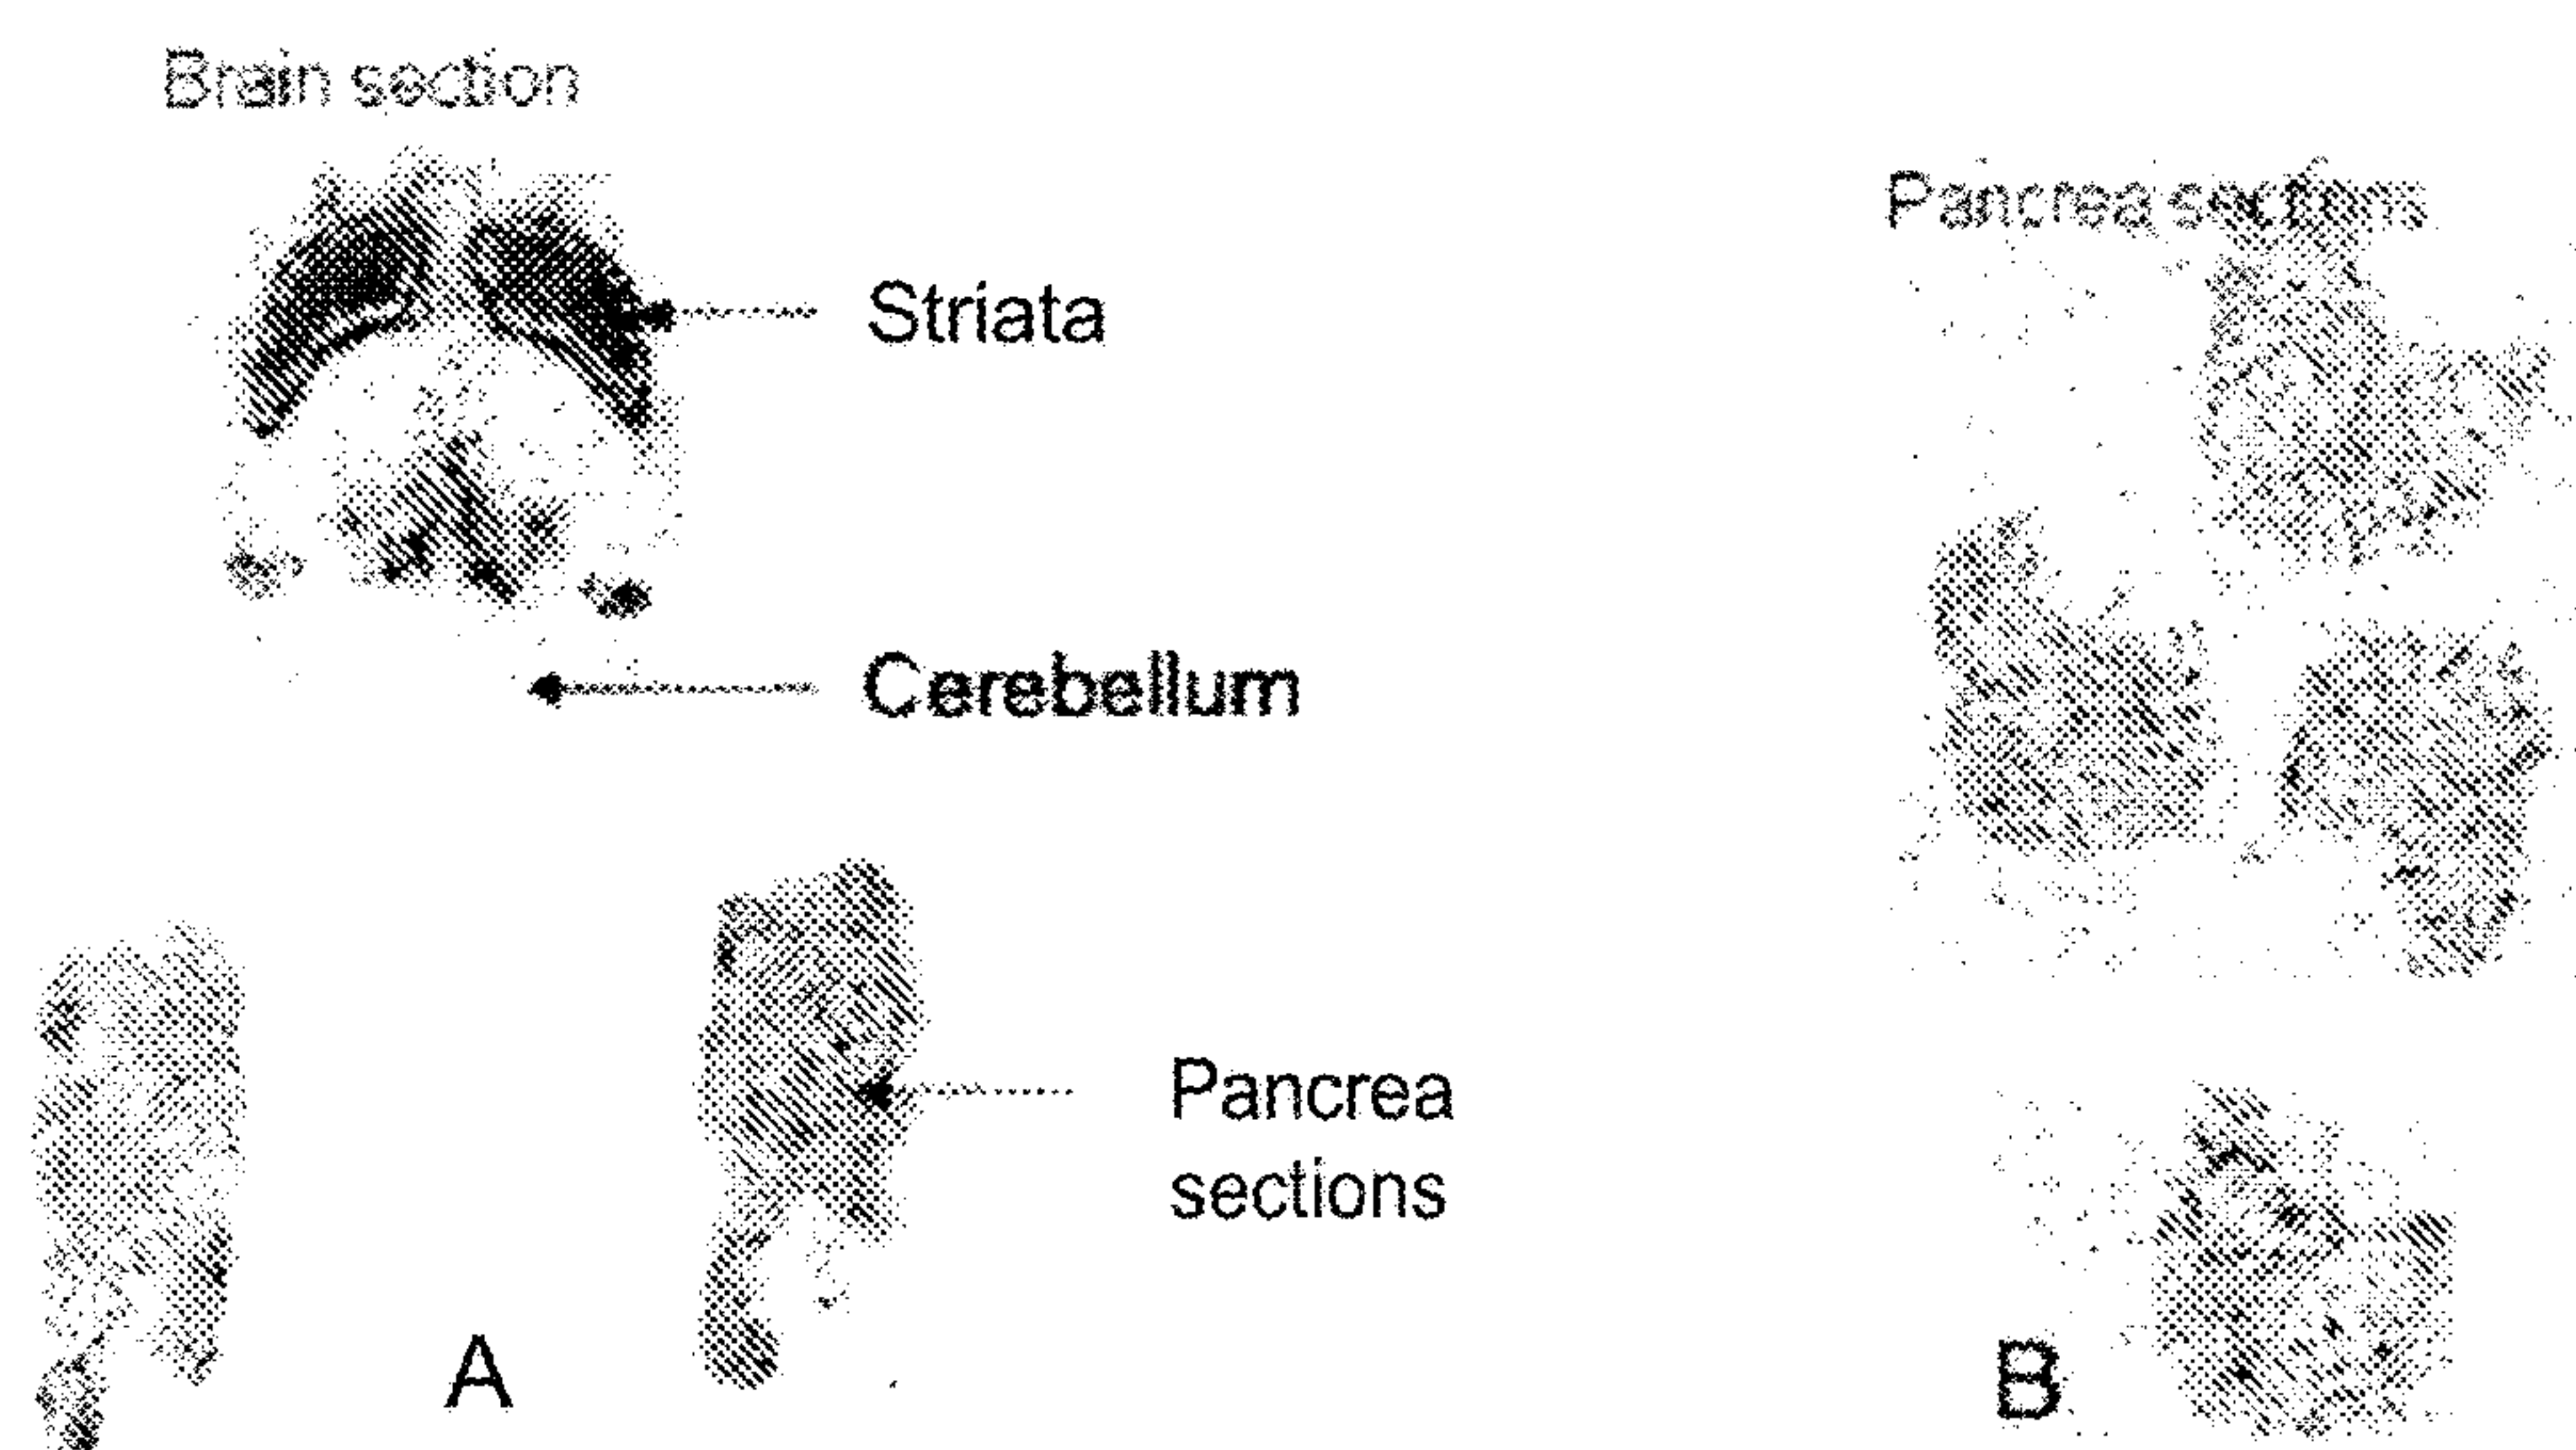 Brain section
Striata
Cerebellum
Pancrea
sections
A
Pancrea sections
B